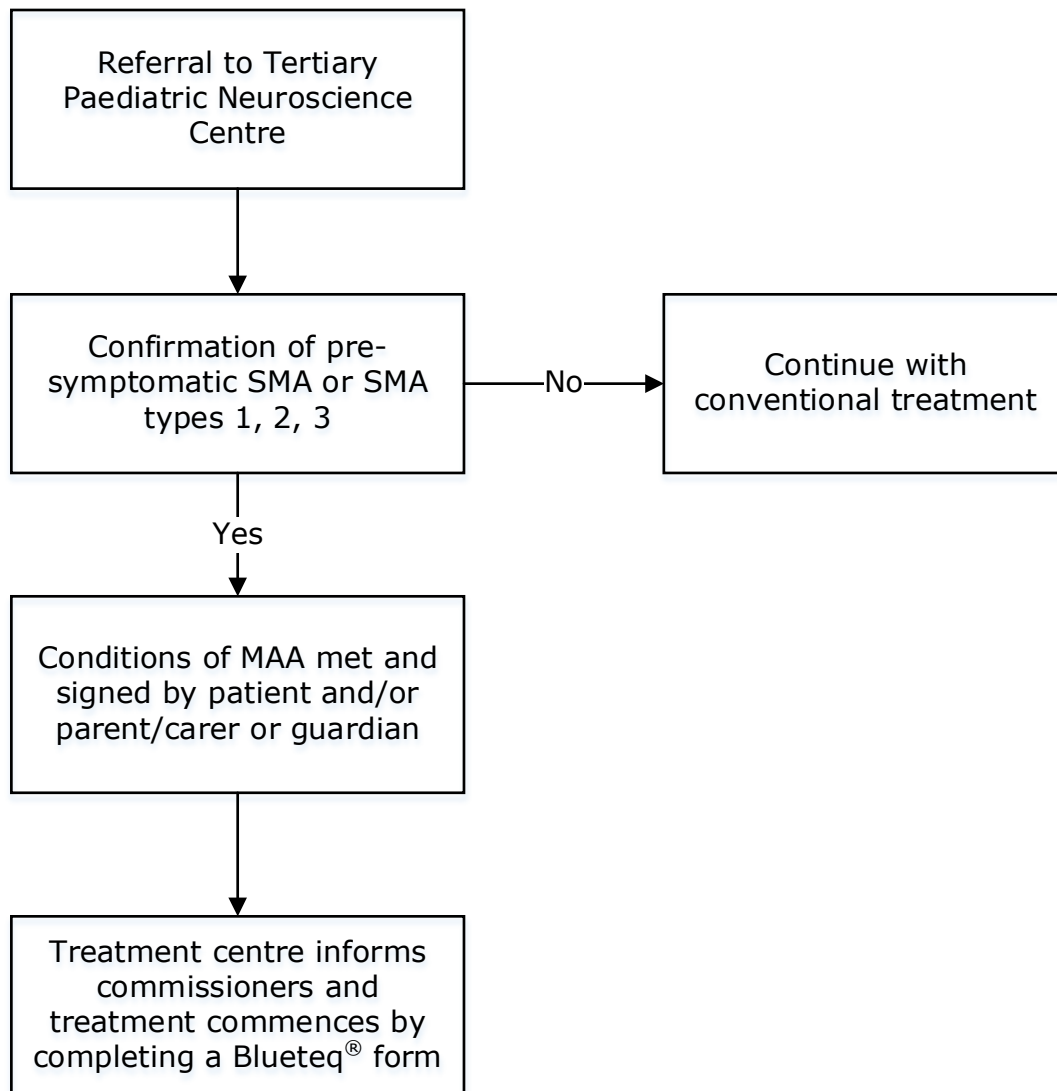 Referral to Tertiary
Paediatric Neuroscience
Centre
Confirmation of pre-
symptomatic SMA or SMA
types 1, 2, 3
No
Continue with
conventional treatment
Yes
Conditions of MAA met and
signed by patient and/or
parent/carer or guardian
Treatment centre informs
commissioners and
treatment commences by
completing a Blueteq® form